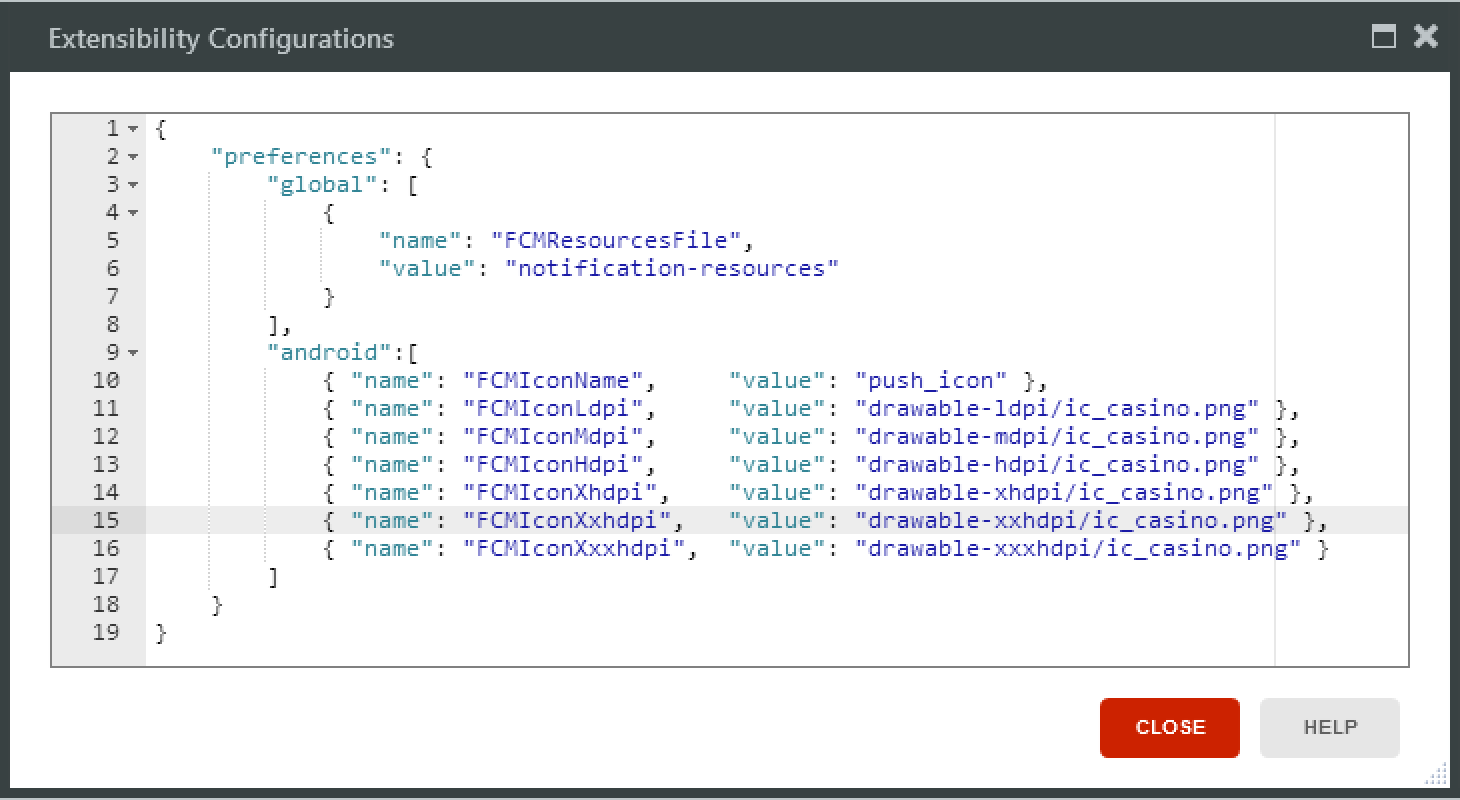 Extensibility Configurations
1 {
2     "preferences": {
3         "global": [
4             {
5                 "name": "FCMResourcesFile",
6                 "value": "notification-resources"
7             }
8         ],
9         "android":[
10             { "name": "FCMIconName",     "value": "push_icon" },
11             { "name": "FCMIconLdpi",     "value": "drawable-ldpi/ic_casino.png" },
12             { "name": "FCMIconMdpi",     "value": "drawable-mdpi/ic_casino.png" },
13             { "name": "FCMIconHdpi",     "value": "drawable-hdpi/ic_casino.png" },
14             { "name": "FCMIconXhdpi",    "value": "drawable-xhdpi/ic_casino.png" },
15             { "name": "FCMIconXxhdpi",   "value": "drawable-xxhdpi/ic_casino.png" },
16             { "name": "FCMIconXxxhdpi",  "value": "drawable-xxxhdpi/ic_casino.png" }
17         ]
18     }
19 }
CLOSE HELP